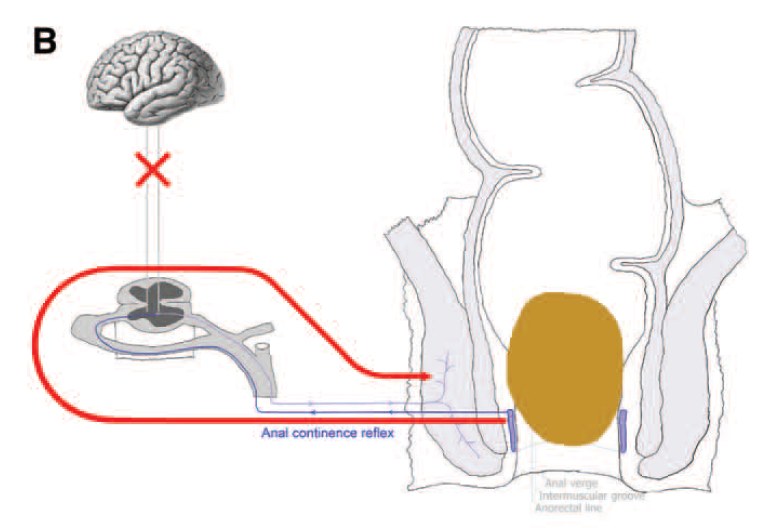 B
Anal continence reflex
Anal verge
Intermuscular groove
Anorectal line